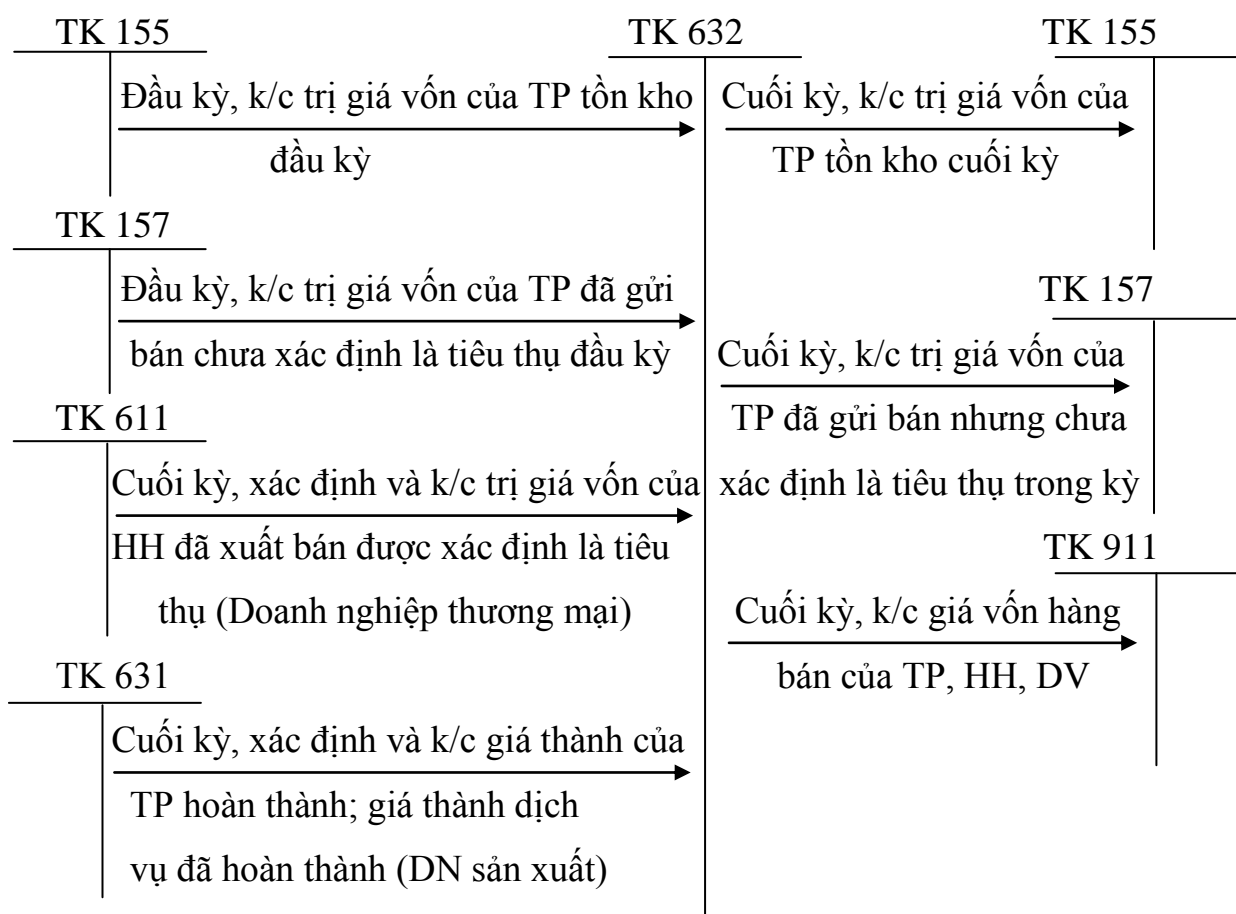 TK 155
TK 632
TK 155
Đầu kỳ, k/c trị giá vốn của TP tồn kho
đầu kỳ
Cuối kỳ, k/c trị giá vốn của
TP tồn kho cuối kỳ
TK 157
Đầu kỳ, k/c trị giá vốn của TP đã gửi
bán chưa xác định là tiêu thụ đầu kỳ
TK 157
Cuối kỳ, k/c trị giá vốn của
TP đã gửi bán nhưng chưa
xác định là tiêu thụ trong kỳ
TK 611
Cuối kỳ, xác định và k/c trị giá vốn của
HH đã xuất bán được xác định là tiêu
thụ (Doanh nghiệp thương mại)
TK 911
Cuối kỳ, k/c giá vốn hàng
bán của TP, HH, DV
TK 631
Cuối kỳ, xác định và k/c giá thành của
TP hoàn thành; giá thành dịch
vụ đã hoàn thành (DN sản xuất)